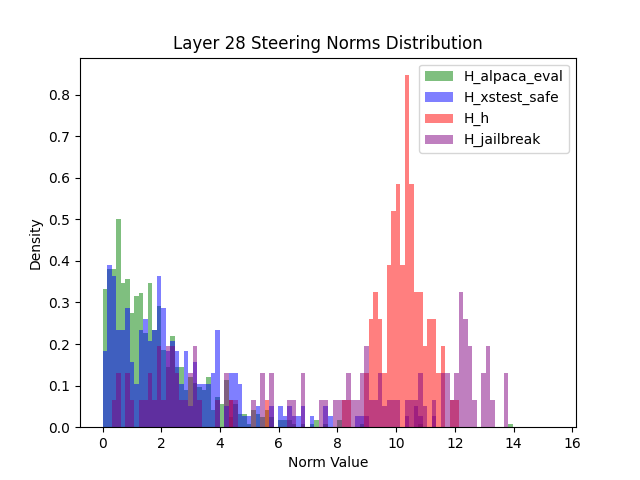 Layer 28 Steering Norms Distribution
H_alpaca_eval
H_xstest_safe
H_h
H_jailbreak
Density
0.8
0.7
0.6
0.5
0.4
0.3
0.2
0.1
0.0
0 2 4 6 8 10 12 14 16
Norm Value